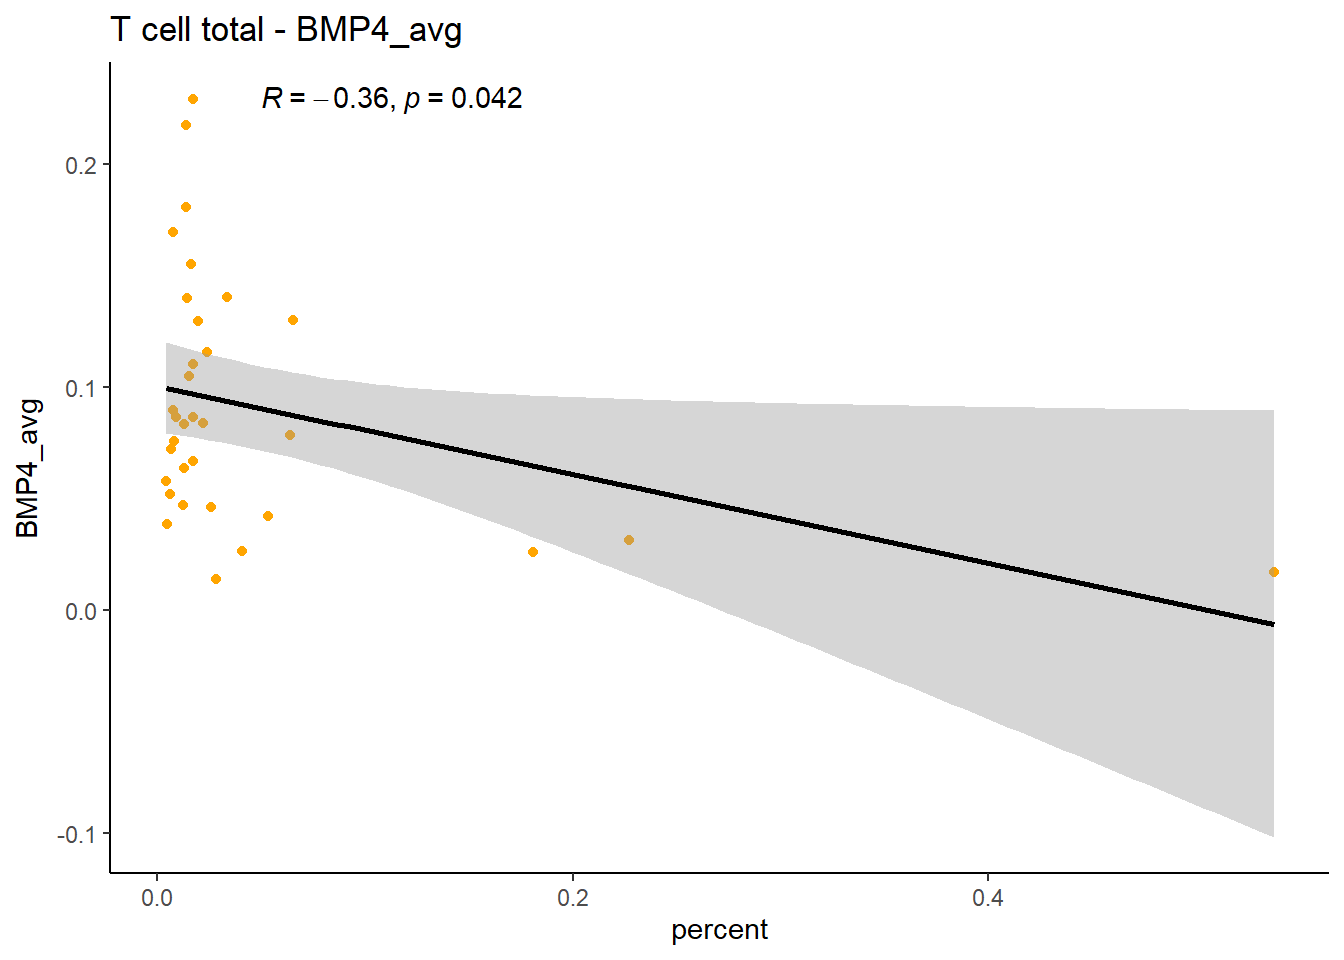 T cell total - BMP4_avg
R = −0.36, p = 0.042
BMP4_avg
0.2
0.1
0.0
-0.1
0.0
0.2
0.4
percent